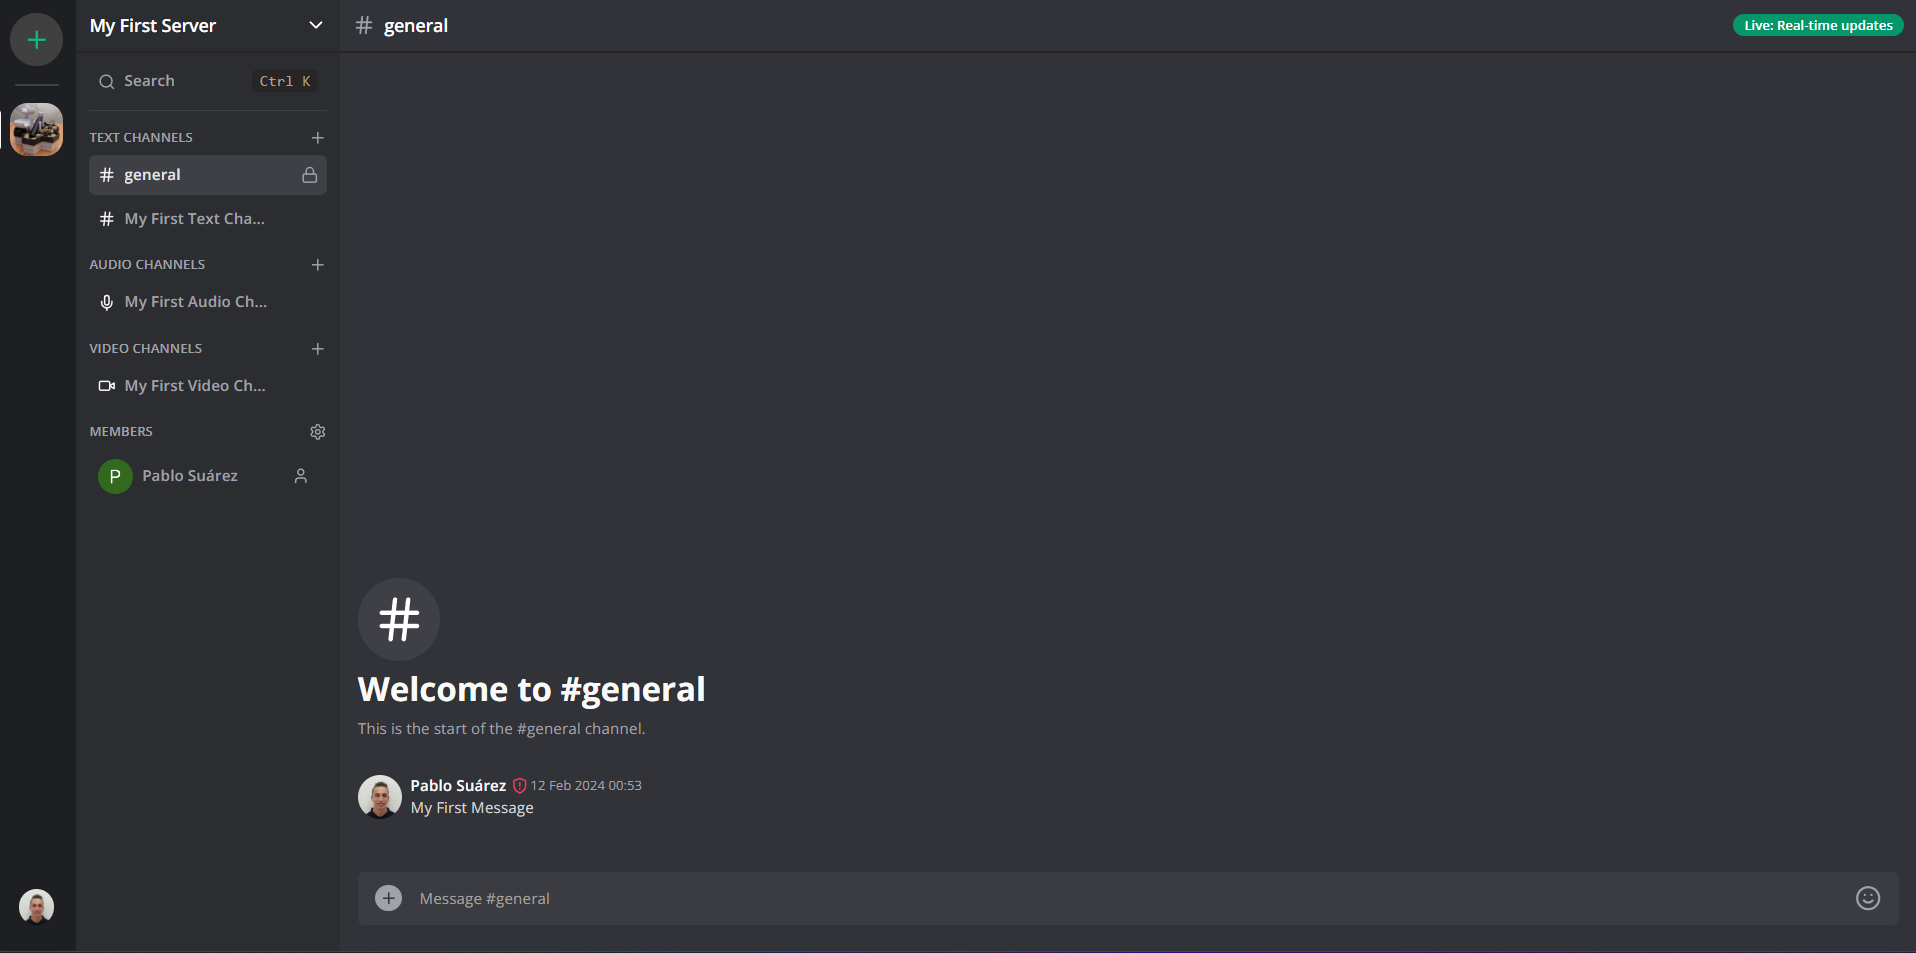 My First Server
# general
Live: Real-time updates
Search
Ctrl K
TEXT CHANNELS
# general
# My First Text Cha...
AUDIO CHANNELS
My First Audio Ch...
VIDEO CHANNELS
My First Video Ch...
MEMBERS
P
Pablo Suárez
#
Welcome to #general
This is the start of the #general channel.
Pablo Suárez 12 Feb 2024 00:53
My First Message
Message #general